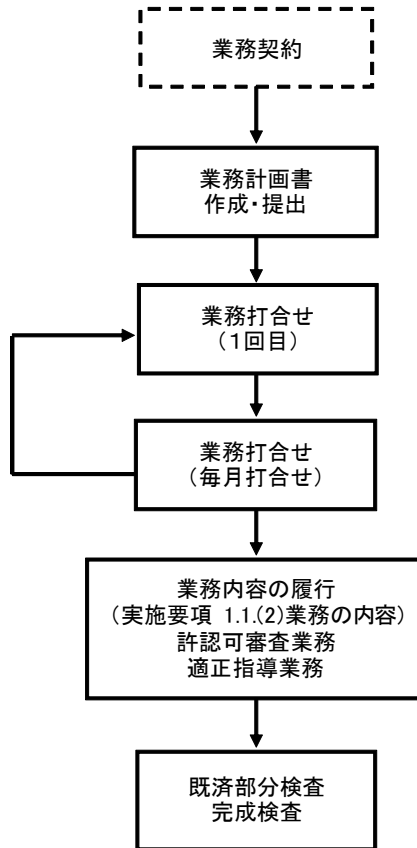 業務契約
業務計画書
作成・提出
業務打合せ
（1回目）
業務打合せ
（毎月打合せ）
業務内容の履行
（実施要項 1.1.(2)業務の内容）
許認可審査業務
適正指導業務
既済部分検査
完成検査